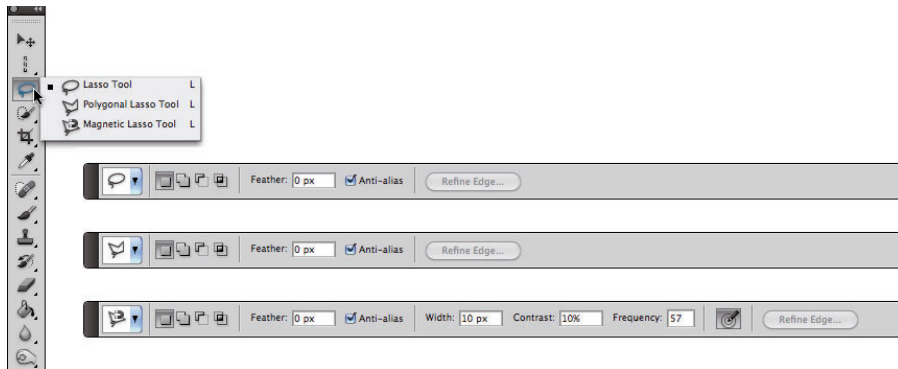 Lasso Tool L
Polygonal Lasso Tool L
Magnetic Lasso Tool L
Feather: 0 px Anti-alias Refine Edge...
Feather: 0 px Anti-alias Refine Edge...
Feather: 0 px Anti-alias Width: 10 px Contrast: 10% Frequency: 57 Refine Edge...